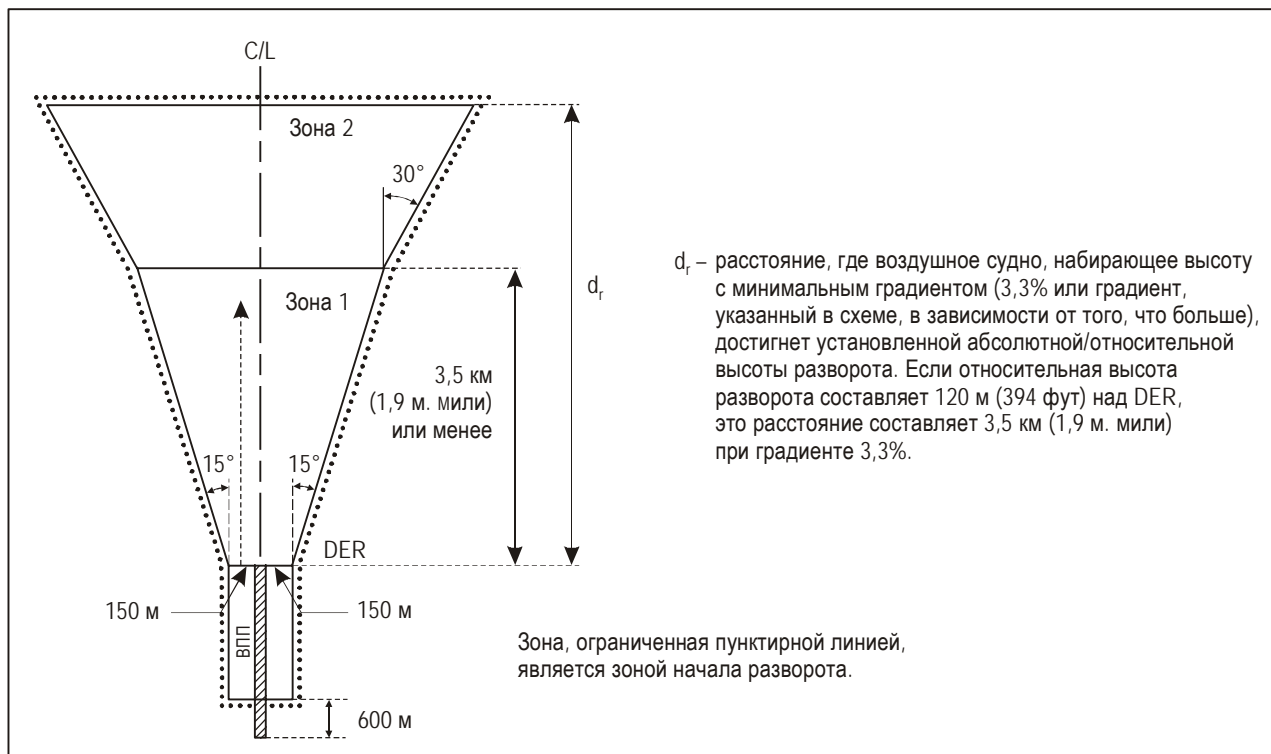 C/L
Зона 2
30°
d_r
Зона 1
3,5 км
(1,9 м. мили)
или менее
15°
15°
DER
150 м
150 м
ВПП
600 м
d_r – расстояние, где воздушное судно, набирающее высоту
с минимальным градиентом (3,3% или градиент,
указанный в схеме, в зависимости от того, что больше),
достигнет установленной абсолютной/относительной
высоты разворота. Если относительная высота
разворота составляет 120 м (394 фут) над DER,
это расстояние составляет 3,5 км (1,9 м. мили)
при градиенте 3,3%.
Зона, ограниченная пунктирной линией,
является зоной начала разворота.